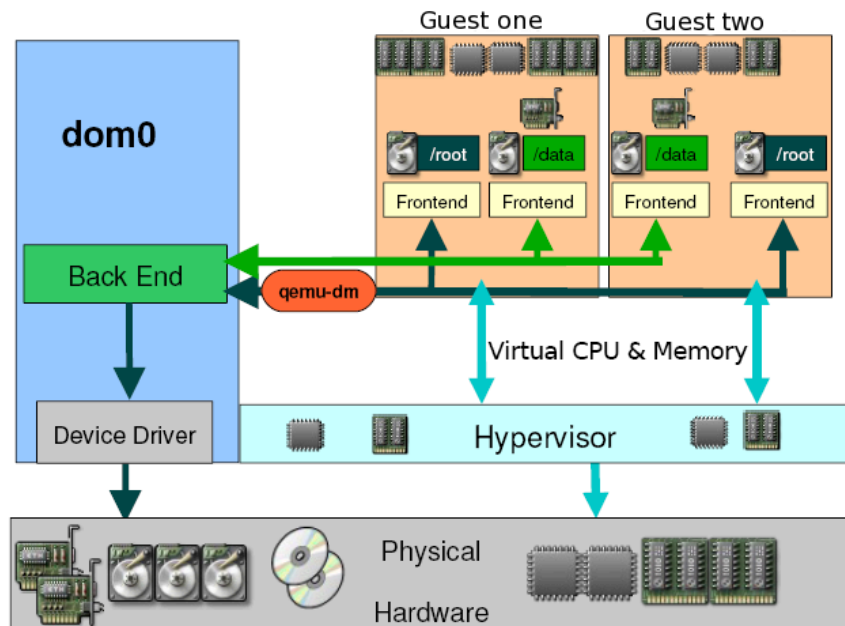 Guest one
Guest two
dom0
/root
/data
/data
/root
Frontend
Frontend
Frontend
Frontend
Back End
qemu-dm
Virtual CPU & Memory
Device Driver
Hypervisor
Physical
Hardware